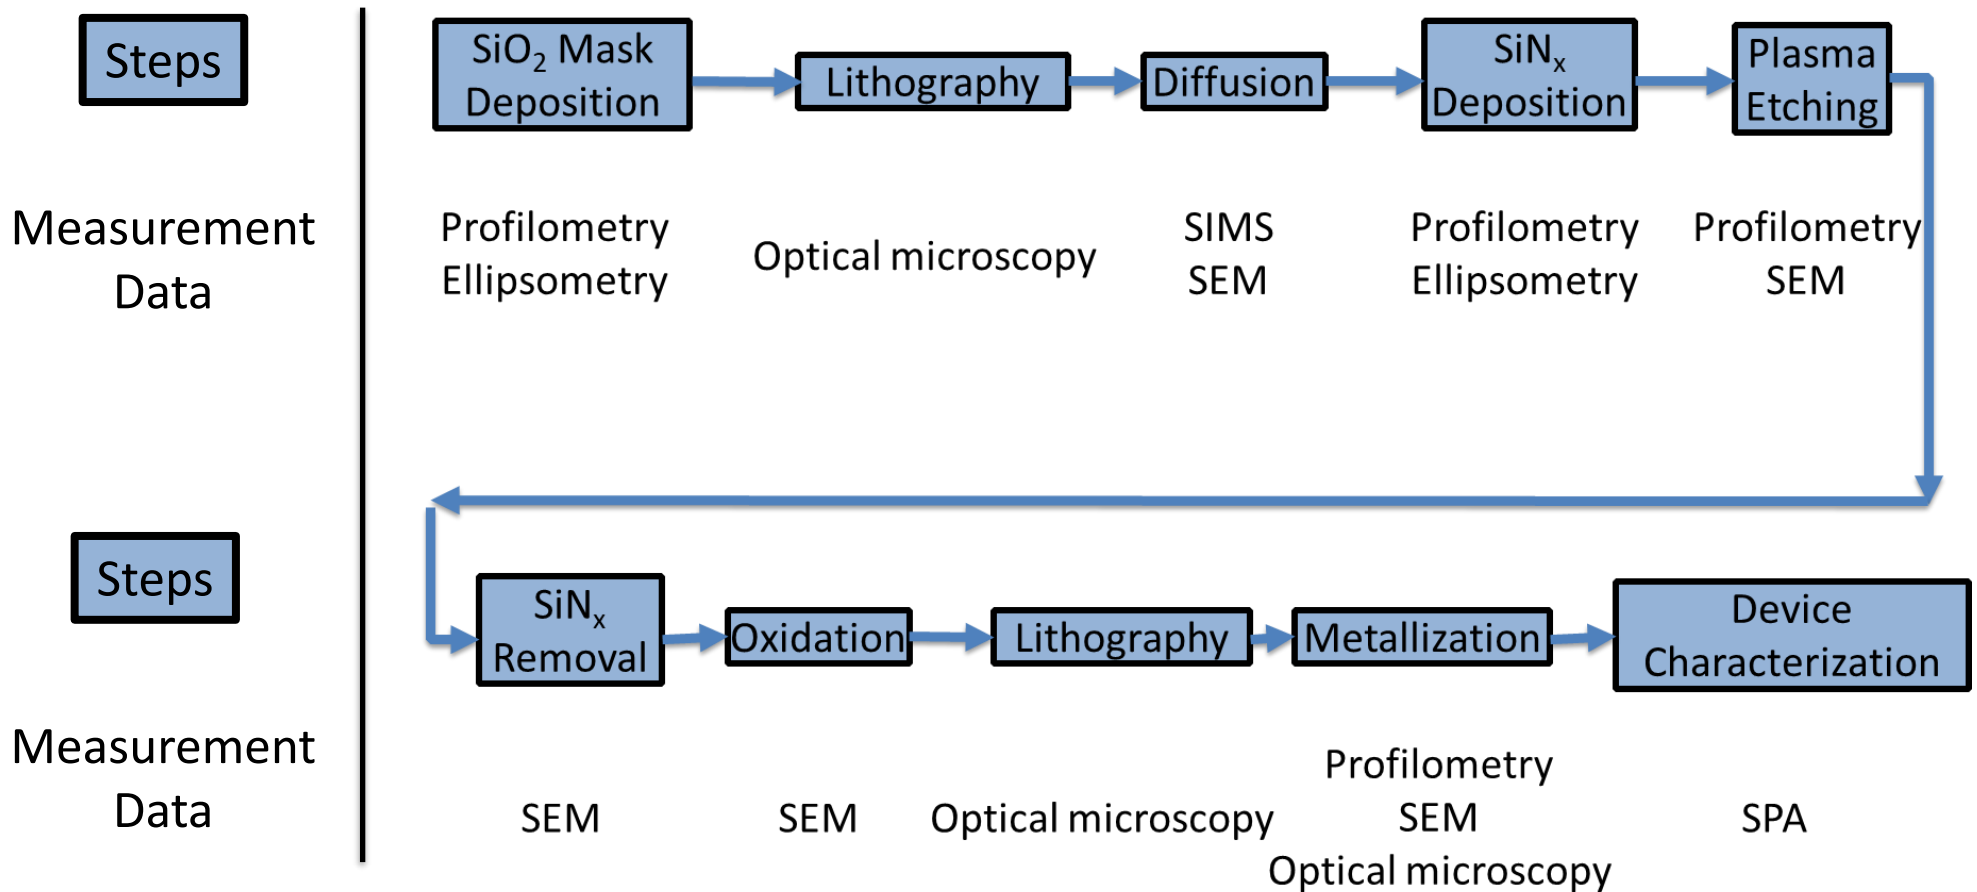 Steps
SiO₂ Mask
Deposition
Lithography
Diffusion
SiNₓ
Deposition
Plasma
Etching
Measurement
Data
Profilometry
Ellipsometry
Optical microscopy
SIMS
SEM
Profilometry
Ellipsometry
Profilometry
SEM
Steps
SiNₓ
Removal
Oxidation
Lithography
Metallization
Device
Characterization
Measurement
Data
SEM
SEM
Optical microscopy
Profilometry
SEM
Optical microscopy
SPA